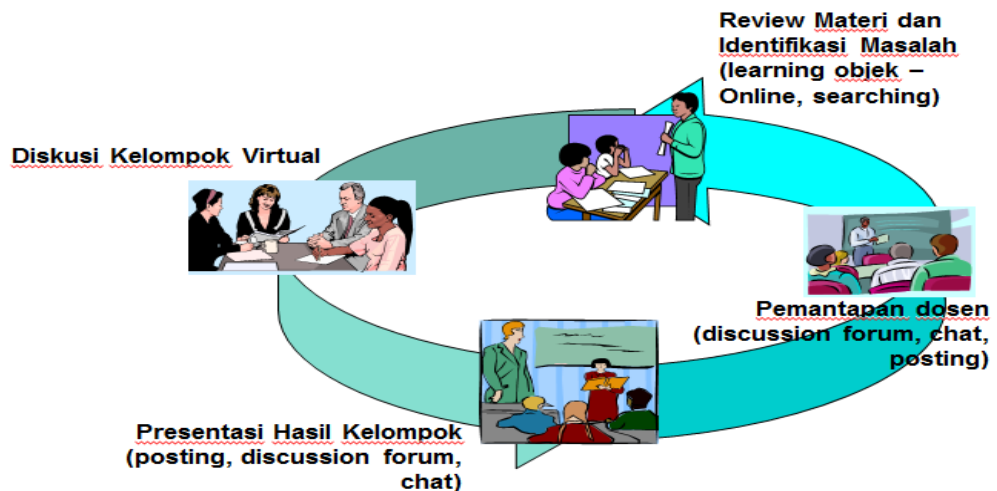 Review Materi dan
Identifikasi Masalah
(learning objek –
Online, searching)
Diskusi Kelompok Virtual
Pemantapan dosen
(discussion forum, chat,
posting)
Presentasi Hasil Kelompok
(posting, discussion forum,
chat)